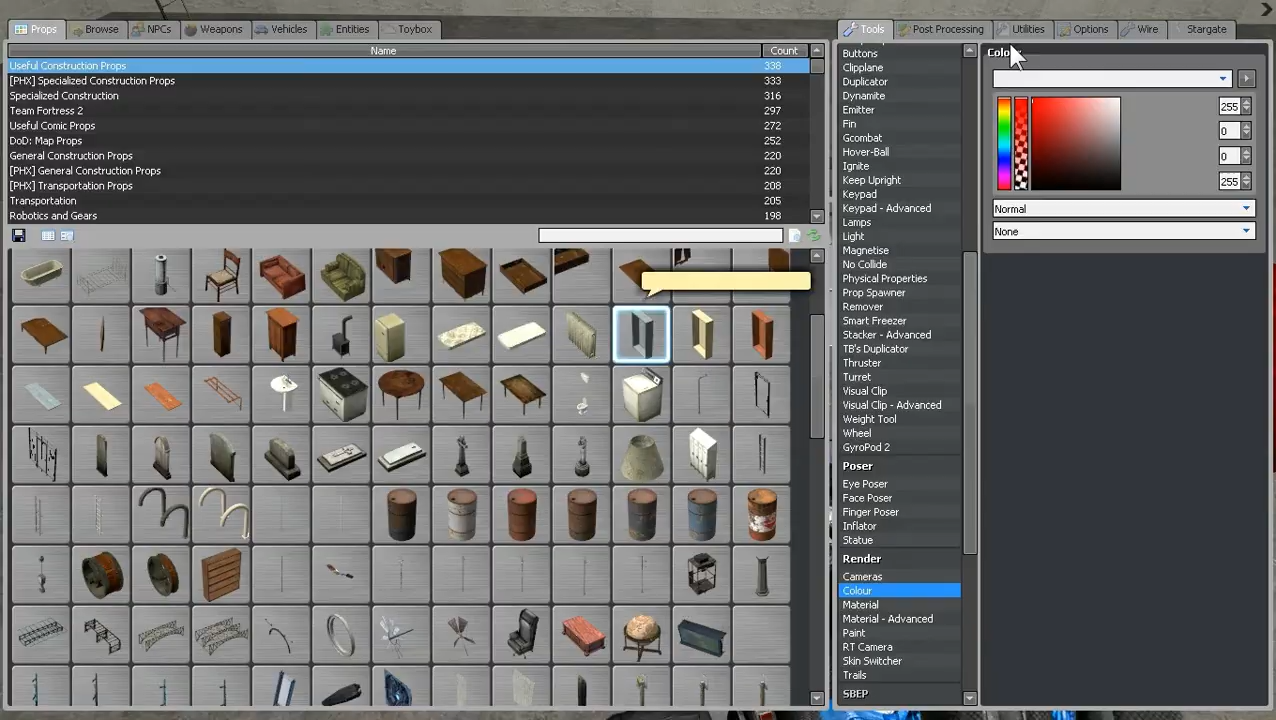 Props Browse NPCs Weapons Vehicles Entities Toybox
Name Count
Useful Construction Props 338
[PHX] Specialized Construction Props 333
Specialized Construction 316
Team Fortress 2 297
Useful Comic Props 272
DoD: Map Props 252
General Construction Props 220
[PHX] General Construction Props 220
[PHX] Transportation Props 208
Transportation 205
Robotics and Gears 198
Tools Post Processing Utilities Options Wire Stargate
Buttons
Clipplane
Duplicator
Dynamite
Emitter
Fin
Gcombat
Hover-Ball
Ignite
Keep Upright
Keypad
Keypad - Advanced
Lamps
Light
Magnetise
No Collide
Physical Properties
Prop Spawner
Remover
Smart Freezer
Stacker - Advanced
TB's Duplicator
Thruster
Turret
Visual Clip
Visual Clip - Advanced
Weight Tool
Wheel
GyroPod 2
Poser
Eye Poser
Face Poser
Finger Poser
Inflator
Statue
Render
Cameras
Colour
Material
Material - Advanced
Paint
RT Camera
Skin Switcher
Trails
SBEP
255
0
0
255
Normal
None